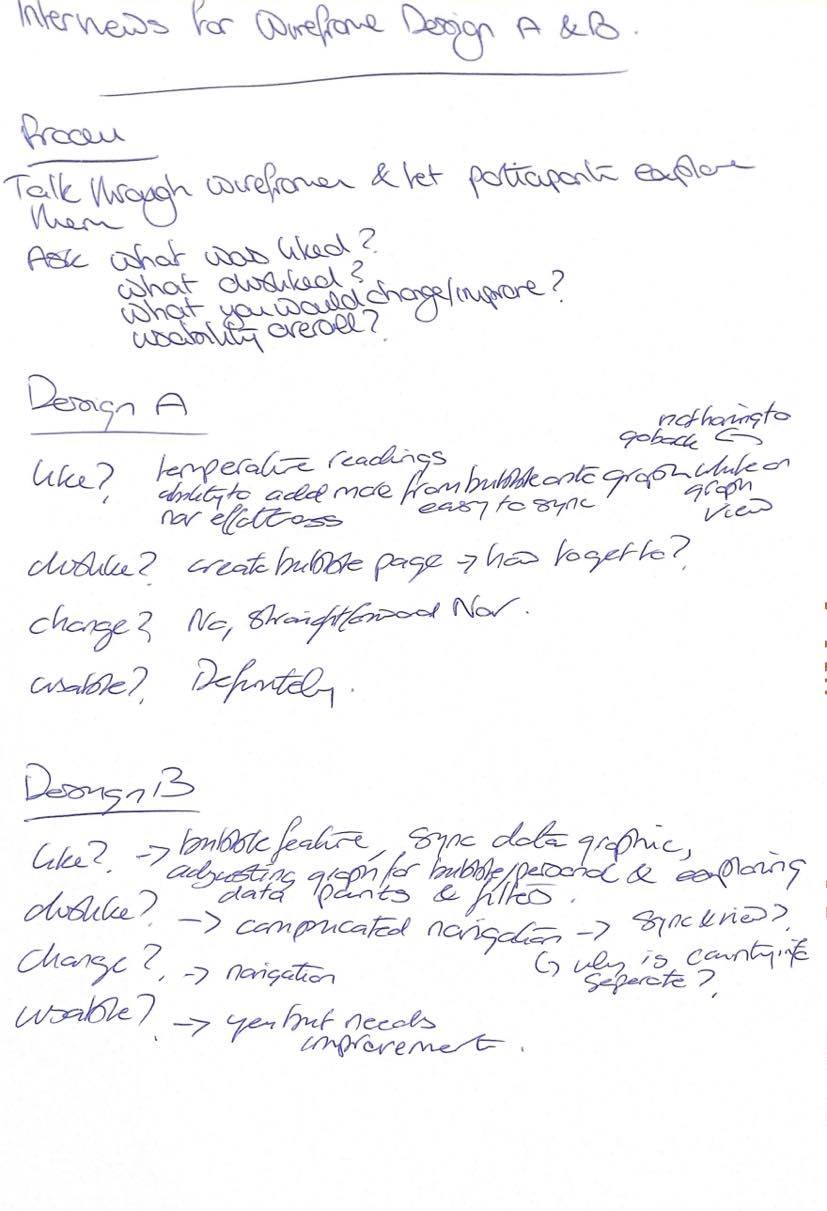 Interviews for Wireframe Design A & B.
Process
Talk through wireframes & let participants explore
them
Ask what was liked?
what disliked?
what you would change/improve?
usability overall?
Design A
not having to
go back
like? temperature readings
ability to add more from bubble onto graph while on
graph
view
nav effortless easy to sync
dislike? create bubble page → how to get to?
change? No, straightforward Nav.
usable? Definitely.
Design B
like? → bubble feature, sync data graphic,
adjusting graph for bubble/personal & exploring
data points & filters.
dislike? → complicated navigation → sync & view?
why is county info
seperate?
change? → navigation
usable? → yes but needs
improvement.